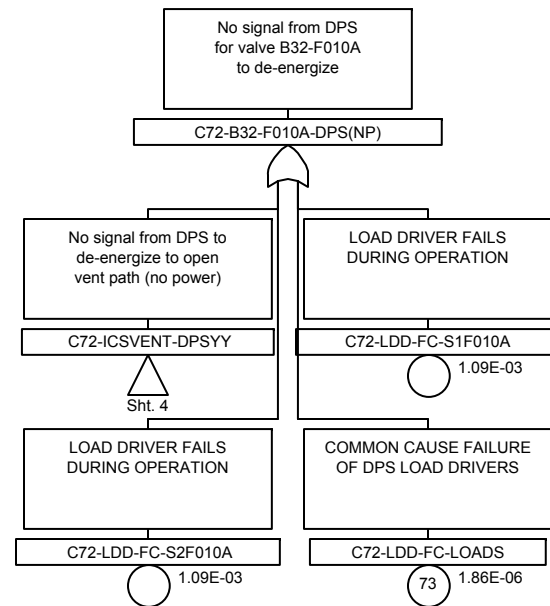 No signal from DPS
for valve B32-F010A
to de-energize
C72-B32-F010A-DPS(NP)
No signal from DPS to
de-energize to open
vent path (no power)
C72-ICSVENT-DPSYY
Sht. 4
LOAD DRIVER FAILS
DURING OPERATION
C72-LDD-FC-S1F010A
1.09E-03
LOAD DRIVER FAILS
DURING OPERATION
C72-LDD-FC-S2F010A
1.09E-03
COMMON CAUSE FAILURE
OF DPS LOAD DRIVERS
C72-LDD-FC-LOADS
73 1.86E-06